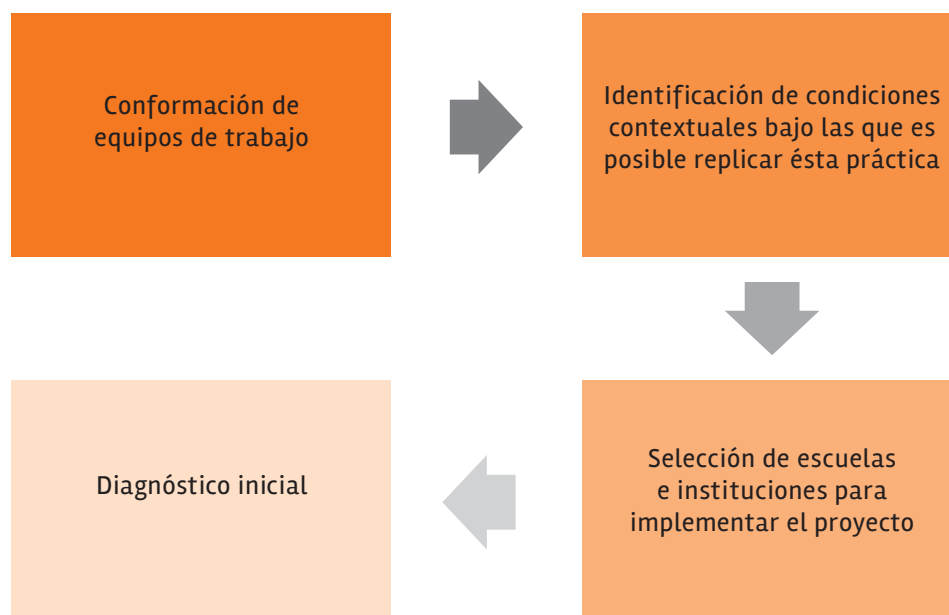 Conformación de
equipos de trabajo
Identificación de condiciones
contextuales bajo las que es
posible replicar ésta práctica
Selección de escuelas
e instituciones para
implementar el proyecto
Diagnóstico inicial